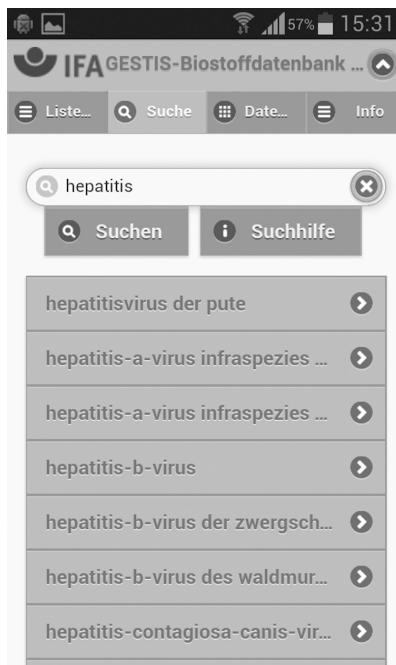 57% 15:31
IFA GESTIS-Biostoffdatenbank ...
Liste... Suche Date... Info
hepatitis
Suchen Suchhilfe
hepatitisvirus der pute
hepatitis-a-virus infraspezies ...
hepatitis-a-virus infraspezies ...
hepatitis-b-virus
hepatitis-b-virus der zwergsch...
hepatitis-b-virus des waldmur...
hepatitis-contagiosa-canis-vir...